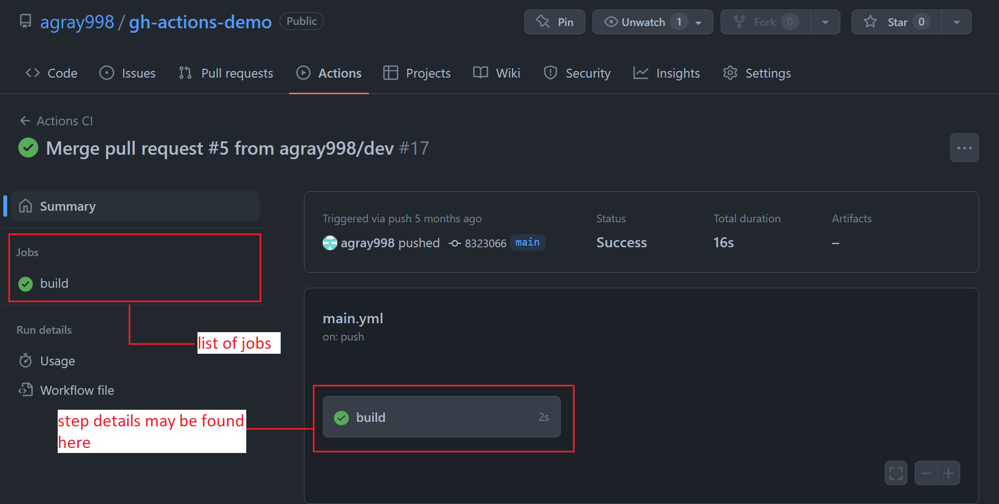 agray998 / gh-actions-demo Public
Pin Unwatch 1 Fork 0 Star 0
Code Issues Pull requests Actions Projects Wiki Security Insights Settings
Actions CI
Merge pull request #5 from agray998/dev #17
...
Summary
Jobs
build
list of jobs
Run details
Usage
Workflow file
step details may be found
here
Triggered via push 5 months ago Status Total duration Artifacts
agray998 pushed 8323066 main Success 16s –
main.yml
on: push
build 2s